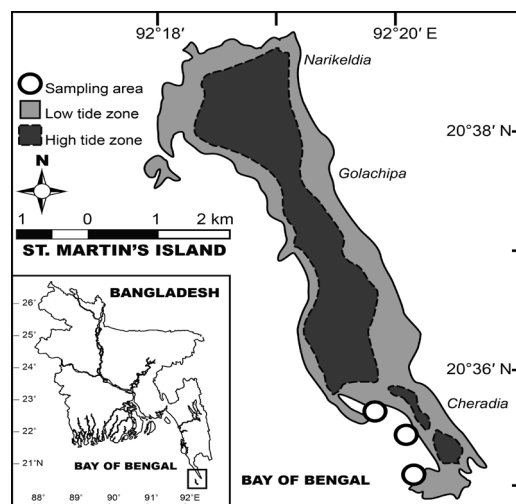 92°18' 92°20'
Narikeldia
Sampling area
Low tide zone
High tide zone
20°38' N
Golachipa
N
1 0 1 2 km
ST. MARTIN'S ISLAND
BANGLADESH
26°
25°
24°
23°
22°
21°N
BAY OF BENGAL
88° 89° 90° 91° 92°E
20°36' N
Cheradia
BAY OF BENGAL